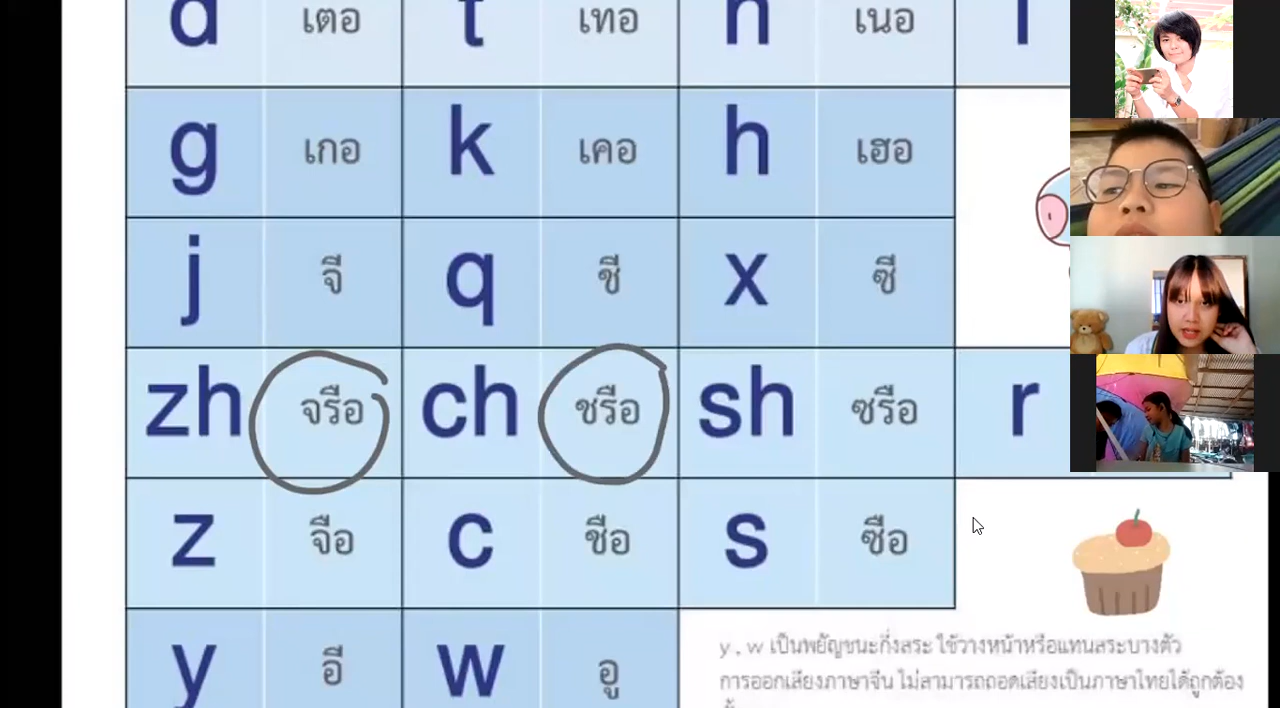 d เตอ t เทอ n เนอ l
g เกอ k เคอ h เฮอ
j จี q ชี x ซี
zh จรือ ch ชรือ sh ซรือ r
z จือ c ชือ s ซือ
y อี w อู
y , w เป็นพยัญชนะกึ่งสระ ใช้วางหน้าหรือแทนสระบางตัว
การออกเสียงภาษาจีน ไม่สามารถถอดเสียงเป็นภาษาไทยได้ถูกต้อง